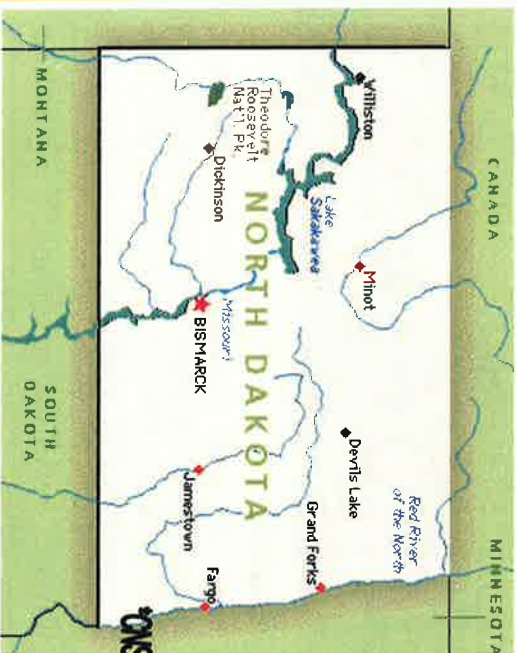 CANADA
MINNESOTA
MONTANA
SOUTH
DAKOTA
Williston
Theodore
Roosevelt
Nat'l. Pk.
Lake
Sakakawea
Minot
Devils Lake
Red River
of the North
Grand Forks
NORTH DAKOTA
Dickinson
Missouri
BISMARCK
Jamestown
Fargo